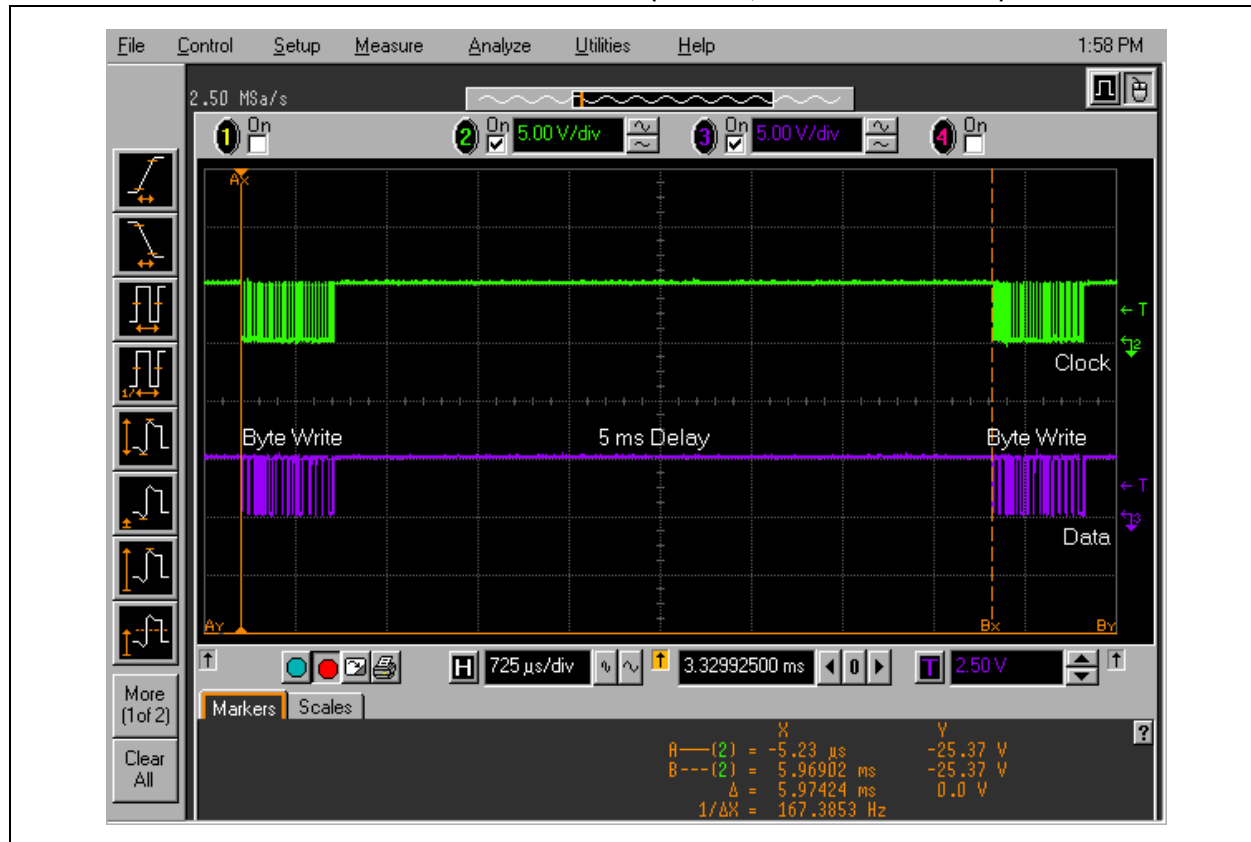 File Control Setup Measure Analyze Utilities Help 1:58 PM
2.50 MSa/s
1 On 2 On 5.00 V/div 3 On 5.00 V/div 4 On
Ax
← T
2
Clock
Byte Write 5 ms Delay Byte Write
← T
3
Data
Ay Bx By
H 725 µs/div 3.32992500 ms 0 T 2.50 V
More
(1 of 2)
Clear
All
Markers Scales
?
X Y
A——(2) = -5.23 µs -25.37 V
B---(2) = 5.96902 ms -25.37 V
Δ = 5.97424 ms 0.0 V
1/ΔX = 167.3853 Hz